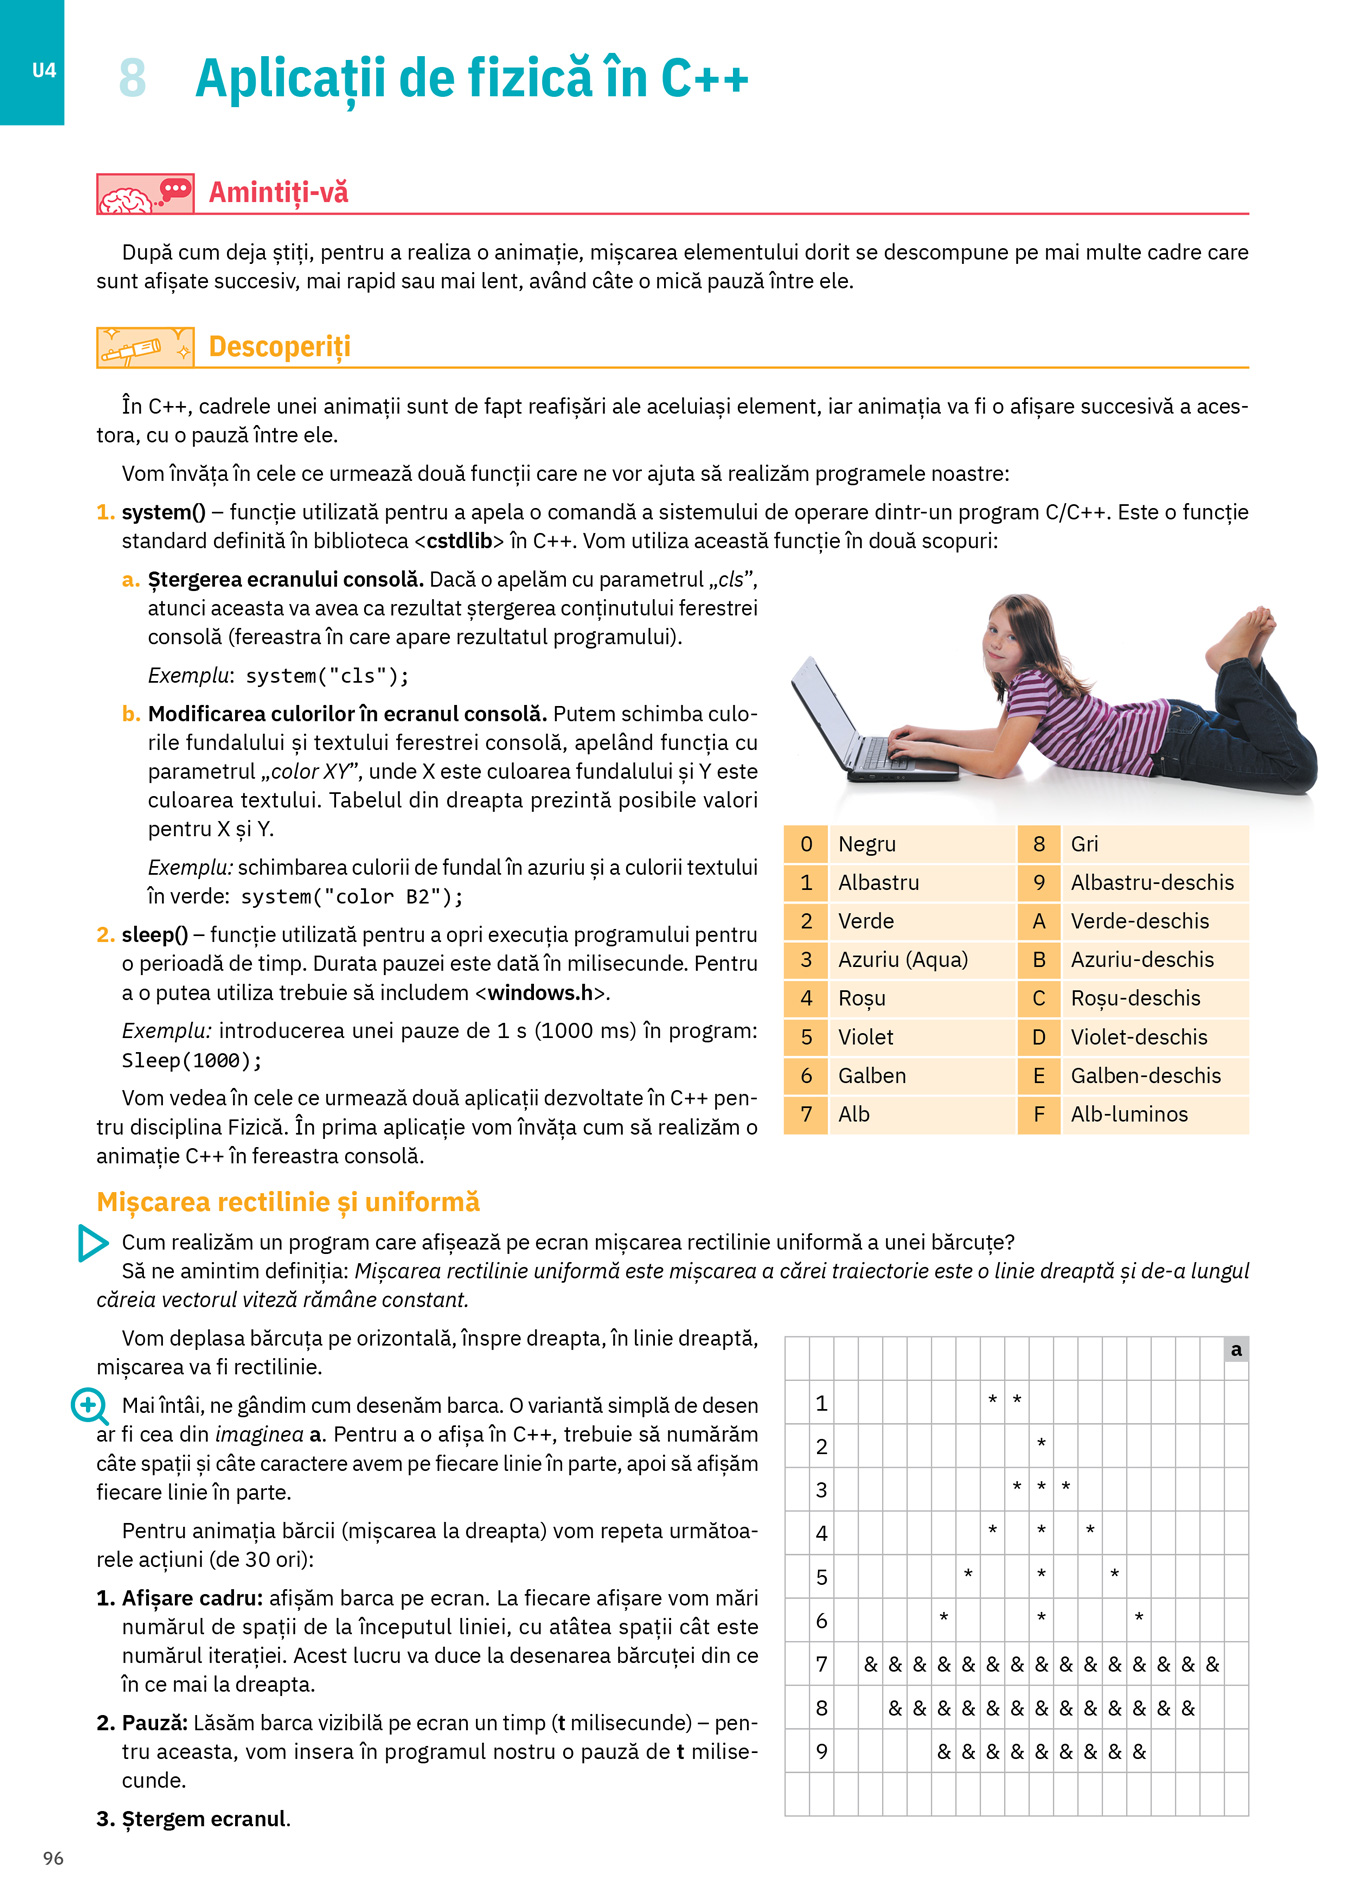 U4
8 Aplicații de fizică în C++
Amintiți-vă
După cum deja știți, pentru a realiza o animație, mișcarea elementului dorit se descompune pe mai multe cadre care
sunt afișate succesiv, mai rapid sau mai lent, având câte o mică pauză între ele.
Descoperiți
În C++, cadrele unei animații sunt de fapt reafișări ale aceluiași element, iar animația va fi o afișare succesivă a aces-
tora, cu o pauză între ele.
Vom învăța în cele ce urmează două funcții care ne vor ajuta să realizăm programele noastre:
1. system() – funcție utilizată pentru a apela o comandă a sistemului de operare dintr-un program C/C++. Este o funcție
standard definită în biblioteca <cstdlib> în C++. Vom utiliza această funcție în două scopuri:
a. Ștergerea ecranului consolă. Dacă o apelăm cu parametrul „cls”,
atunci aceasta va avea ca rezultat ștergerea conținutului ferestrei
consolă (fereastra în care apare rezultatul programului).
Exemplu: system("cls");
b. Modificarea culorilor în ecranul consolă. Putem schimba culo-
rile fundalului și textului ferestrei consolă, apelând funcția cu
parametrul „color XY”, unde X este culoarea fundalului și Y este
culoarea textului. Tabelul din dreapta prezintă posibile valori
pentru X și Y.
Exemplu: schimbarea culorii de fundal în azuriu și a culorii textului
în verde: system("color B2");
2. sleep() – funcție utilizată pentru a opri execuția programului pentru
o perioadă de timp. Durata pauzei este dată în milisecunde. Pentru
a o putea utiliza trebuie să includem <windows.h>.
Exemplu: introducerea unei pauze de 1 s (1000 ms) în program:
Sleep(1000);
Vom vedea în cele ce urmează două aplicații dezvoltate în C++ pen-
tru disciplina Fizică. În prima aplicație vom învăța cum să realizăm o
animație C++ în fereastra consolă.
0 Negru 8 Gri
1 Albastru 9 Albastru-deschis
2 Verde A Verde-deschis
3 Azuriu (Aqua) B Azuriu-deschis
4 Roșu C Roșu-deschis
5 Violet D Violet-deschis
6 Galben E Galben-deschis
7 Alb F Alb-luminos
Mișcarea rectilinie și uniformă
Cum realizăm un program care afișează pe ecran mișcarea rectilinie uniformă a unei bărcuțe?
Să ne amintim definiția: Mișcarea rectilinie uniformă este mișcarea a cărei traiectorie este o linie dreaptă și de-a lungul
căreia vectorul viteză rămâne constant.
Vom deplasa bărcuța pe orizontală, înspre dreapta, în linie dreaptă,
mișcarea va fi rectilinie.
Mai întâi, ne gândim cum desenăm barca. O variantă simplă de desen
ar fi cea din imaginea a. Pentru a o afișa în C++, trebuie să numărăm
câte spații și câte caractere avem pe fiecare linie în parte, apoi să afișăm
fiecare linie în parte.
Pentru animația bărcii (mișcarea la dreapta) vom repeta următoa-
rele acțiuni (de 30 ori):
1. Afișare cadru: afișăm barca pe ecran. La fiecare afișare vom mări
numărul de spații de la începutul liniei, cu atâtea spații cât este
numărul iterației. Acest lucru va duce la desenarea bărcuței din ce
în ce mai la dreapta.
2. Pauză: Lăsăm barca vizibilă pe ecran un timp (t milisecunde) – pen-
tru aceasta, vom insera în programul nostru o pauză de t milise-
cunde.
3. Ștergem ecranul.
a
1 * *
2 *
3 * * *
4 * * *
5 * * *
6 * * *
7 & & & & & & & & & & & & & & &
8 & & & & & & & & & & & & &
9 & & & & & & & & &
96